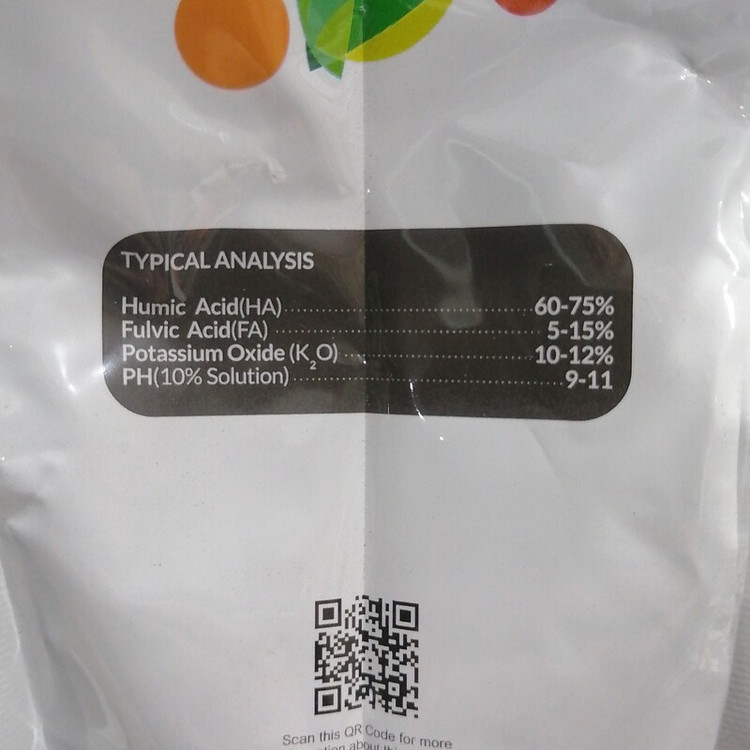 TYPICAL ANALYSIS
Humic Acid(HA) 60-75%
Fulvic Acid(FA) 5-15%
Potassium Oxide (K₂O) 10-12%
PH(10% Solution) 9-11
Scan this QR Code for more
about